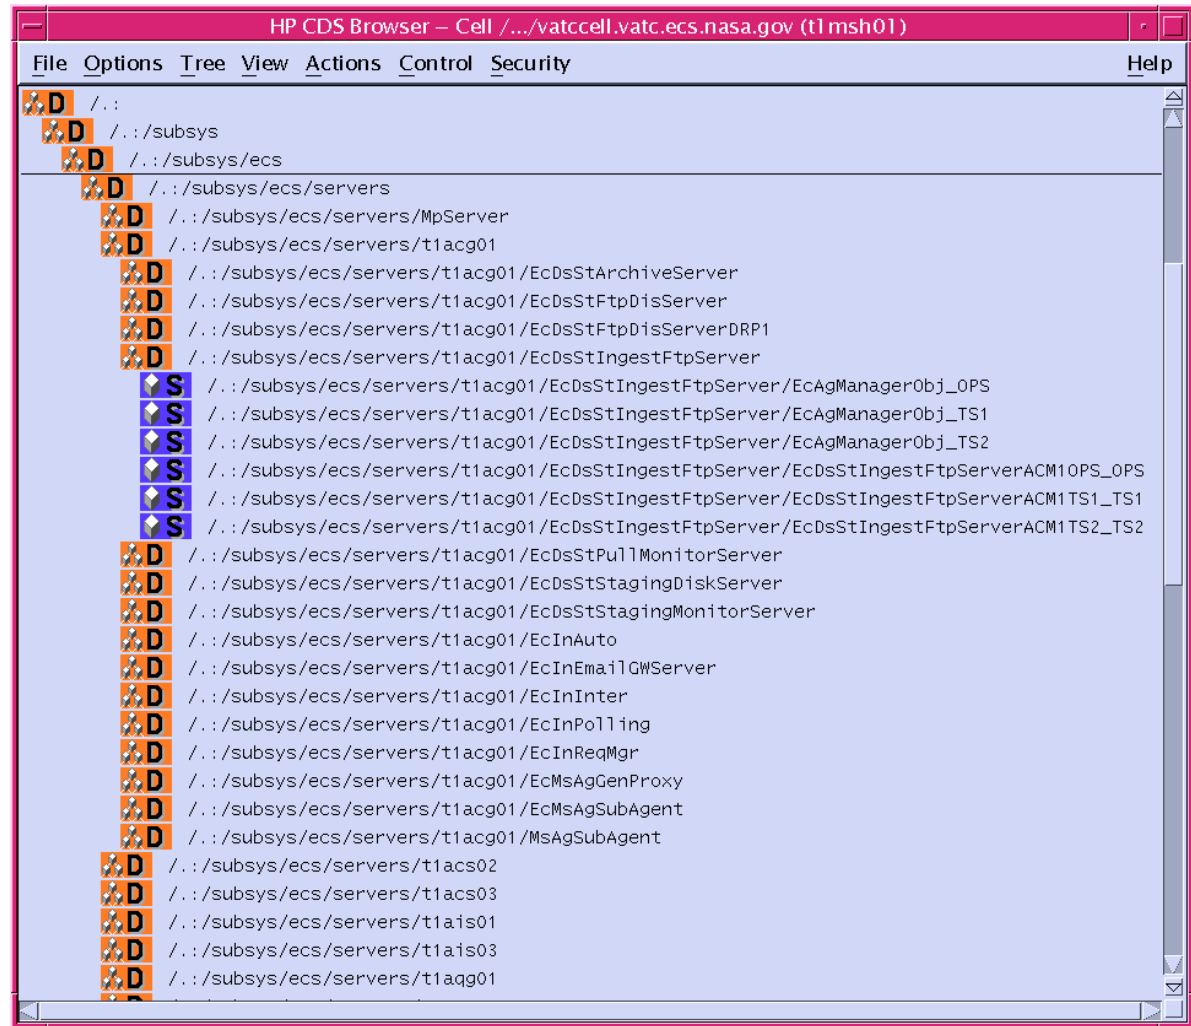 HP CDS Browser – Cell /.../vatccell.vatc.ecs.nasa.gov (t1msh01)
File Options Tree View Actions Control Security Help
D /.:
D /.:/subsys
D /.:/subsys/ecs
D /.:/subsys/ecs/servers
D /.:/subsys/ecs/servers/MpServer
D /.:/subsys/ecs/servers/t1acg01
D /.:/subsys/ecs/servers/t1acg01/EcDsStArchiveServer
D /.:/subsys/ecs/servers/t1acg01/EcDsStFtpDisServer
D /.:/subsys/ecs/servers/t1acg01/EcDsStFtpDisServerDRP1
D /.:/subsys/ecs/servers/t1acg01/EcDsStIngestFtpServer
S /.:/subsys/ecs/servers/t1acg01/EcDsStIngestFtpServer/EcAgManagerObj_OPS
S /.:/subsys/ecs/servers/t1acg01/EcDsStIngestFtpServer/EcAgManagerObj_TS1
S /.:/subsys/ecs/servers/t1acg01/EcDsStIngestFtpServer/EcAgManagerObj_TS2
S /.:/subsys/ecs/servers/t1acg01/EcDsStIngestFtpServer/EcDsStIngestFtpServerACM1OPS_OPS
S /.:/subsys/ecs/servers/t1acg01/EcDsStIngestFtpServer/EcDsStIngestFtpServerACM1TS1_TS1
S /.:/subsys/ecs/servers/t1acg01/EcDsStIngestFtpServer/EcDsStIngestFtpServerACM1TS2_TS2
D /.:/subsys/ecs/servers/t1acg01/EcDsStPullMonitorServer
D /.:/subsys/ecs/servers/t1acg01/EcDsStStagingDiskServer
D /.:/subsys/ecs/servers/t1acg01/EcDsStStagingMonitorServer
D /.:/subsys/ecs/servers/t1acg01/EcInAuto
D /.:/subsys/ecs/servers/t1acg01/EcInEmailGWServer
D /.:/subsys/ecs/servers/t1acg01/EcInInter
D /.:/subsys/ecs/servers/t1acg01/EcInPolling
D /.:/subsys/ecs/servers/t1acg01/EcInReqMgr
D /.:/subsys/ecs/servers/t1acg01/EcMsAgGenProxy
D /.:/subsys/ecs/servers/t1acg01/EcMsAgSubAgent
D /.:/subsys/ecs/servers/t1acg01/MsAgSubAgent
D /.:/subsys/ecs/servers/t1acs02
D /.:/subsys/ecs/servers/t1acs03
D /.:/subsys/ecs/servers/t1ais01
D /.:/subsys/ecs/servers/t1ais03
D /.:/subsys/ecs/servers/t1aqg01